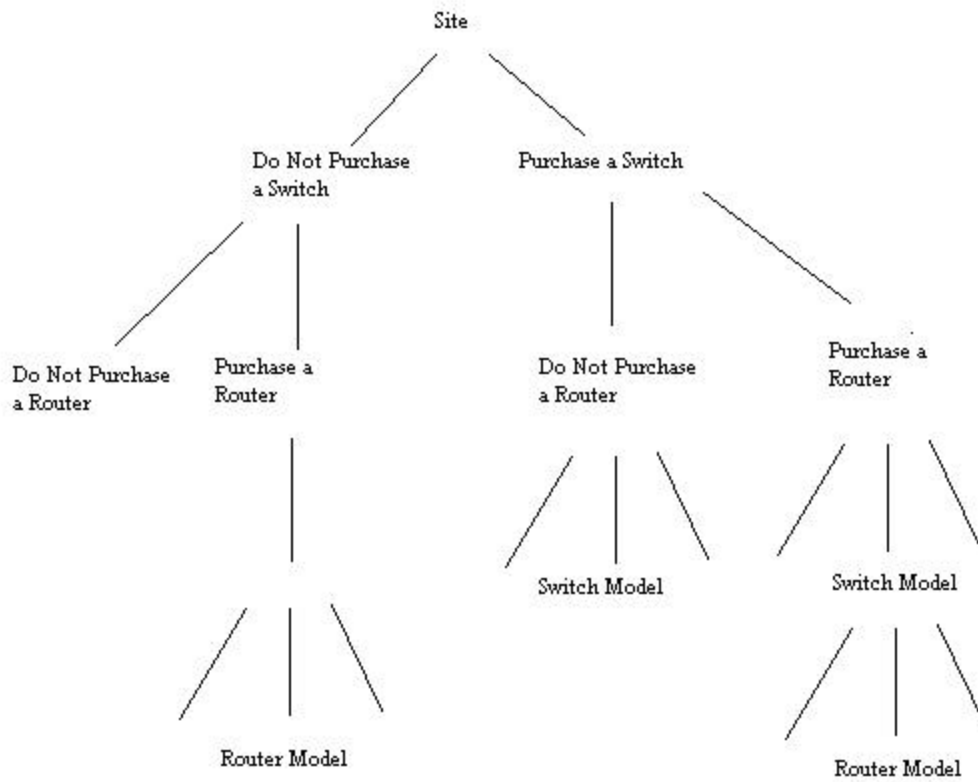 Site
Do Not Purchase
a Switch
Purchase a Switch
Do Not Purchase
a Router
Purchase a
Router
Do Not Purchase
a Router
Purchase a
Router
Switch Model
Switch Model
Router Model
Router Model